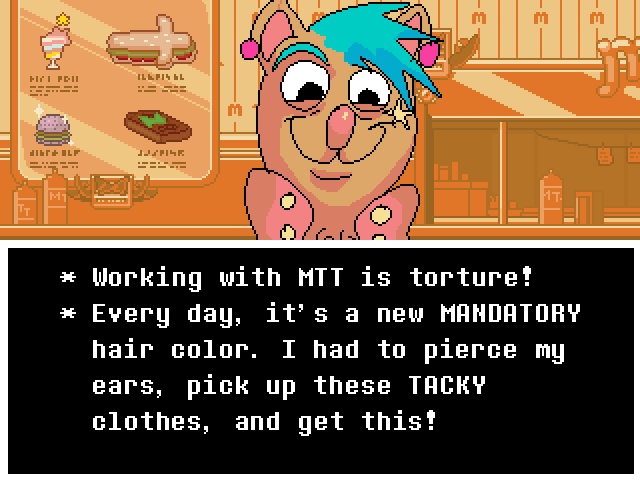 * Working with MTT is torture!
* Every day, it's a new MANDATORY
hair color. I had to pierce my
ears, pick up these TACKY
clothes, and get this!